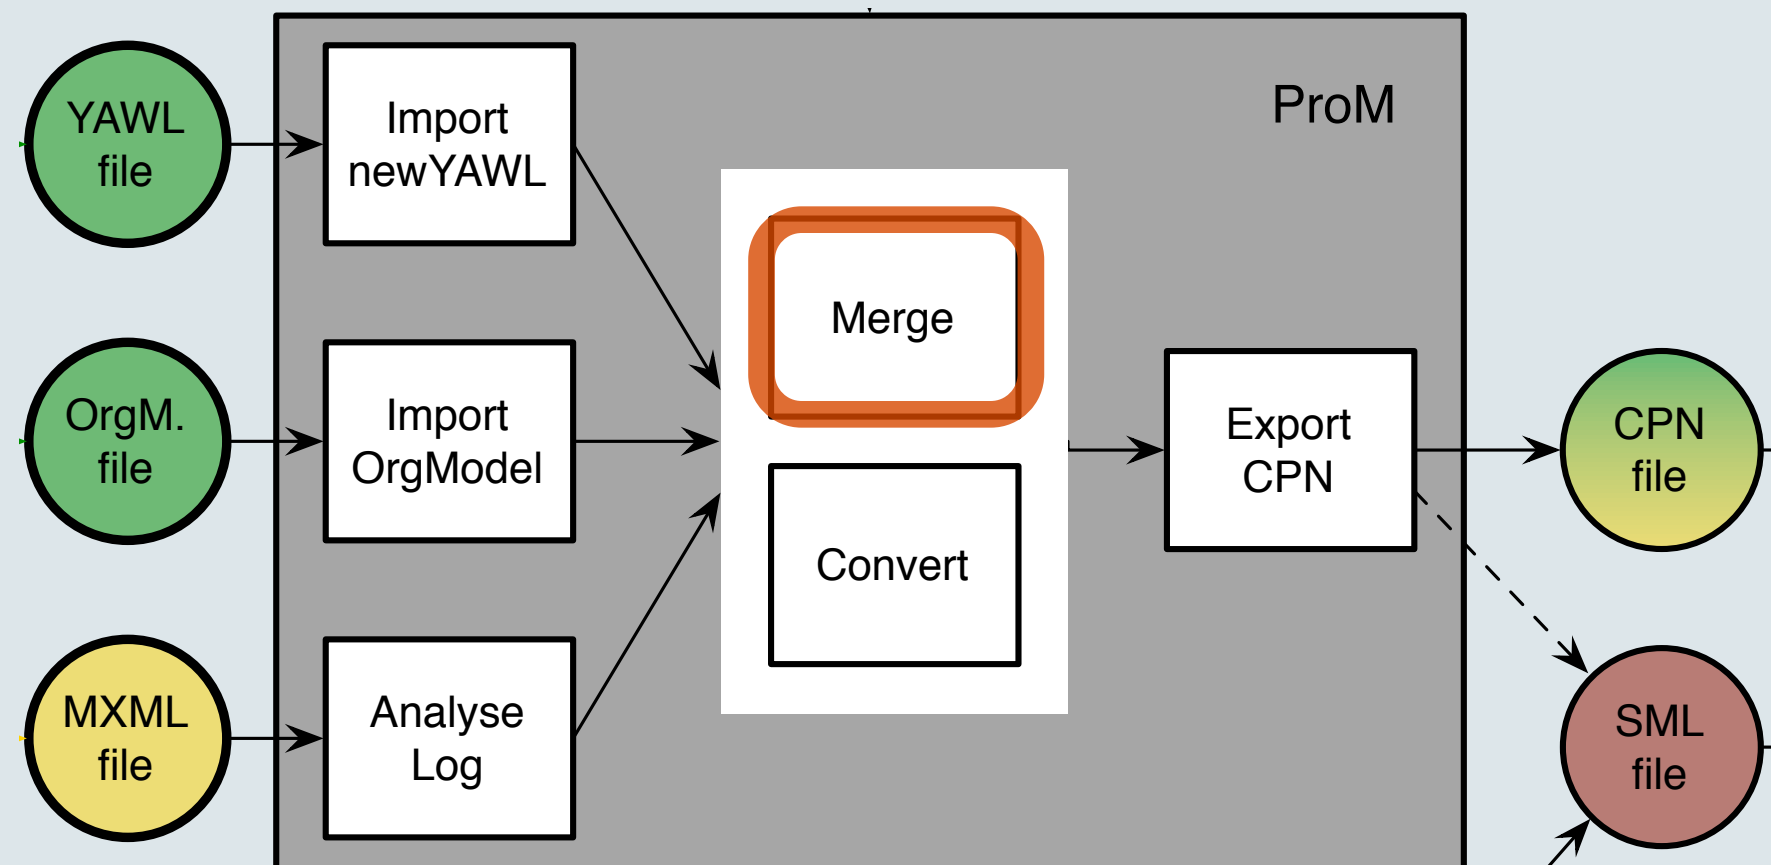 YAWL
file
Import
newYAWL
ProM
Merge
OrgM.
file
Import
OrgModel
Export
CPN
CPN
file
Convert
MXML
file
Analyse
Log
SML
file